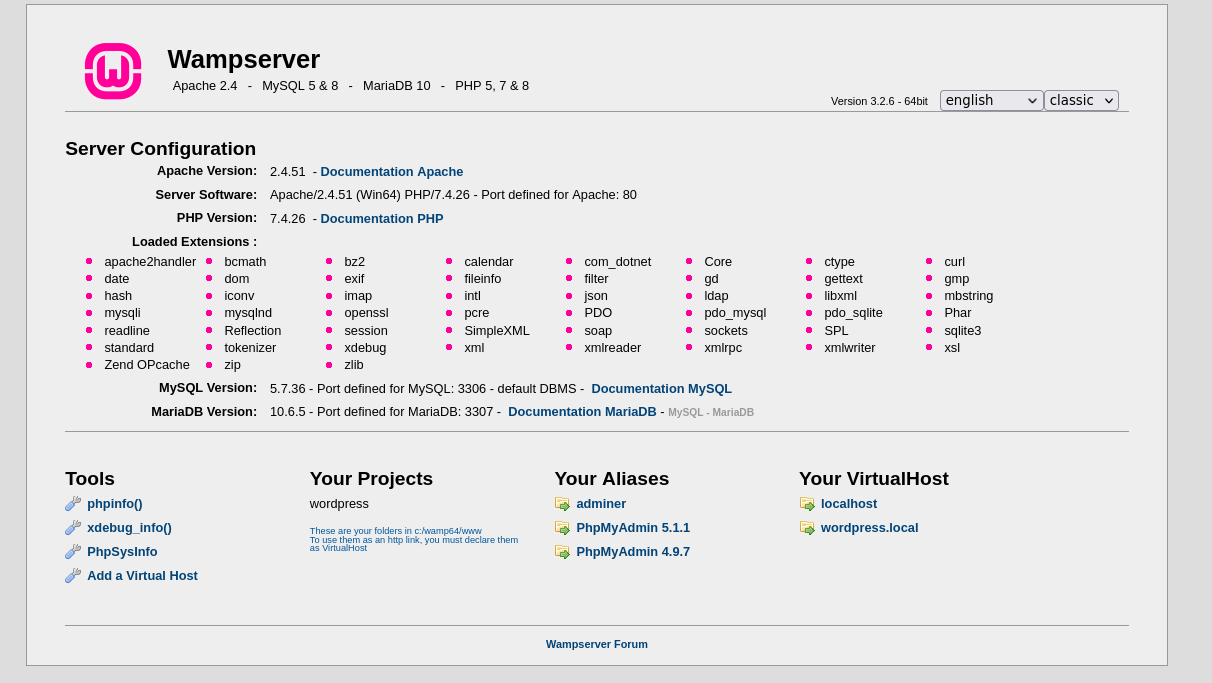 Wampserver
Apache 2.4 - MySQL 5 & 8 - MariaDB 10 - PHP 5, 7 & 8
Version 3.2.6 - 64bit english classic
Server Configuration
Apache Version: 2.4.51 - Documentation Apache
Server Software: Apache/2.4.51 (Win64) PHP/7.4.26 - Port defined for Apache: 80
PHP Version: 7.4.26 - Documentation PHP
Loaded Extensions :
apache2handler bcmath bz2 calendar com_dotnet Core ctype curl
date dom exif fileinfo filter gd gettext gmp
hash iconv imap intl json ldap libxml mbstring
mysqli mysqlnd openssl pcre PDO pdo_mysql pdo_sqlite Phar
readline Reflection session SimpleXML soap sockets SPL sqlite3
standard tokenizer xdebug xml xmlreader xmlrpc xmlwriter xsl
Zend OPcache zip zlib
MySQL Version: 5.7.36 - Port defined for MySQL: 3306 - default DBMS - Documentation MySQL
MariaDB Version: 10.6.5 - Port defined for MariaDB: 3307 - Documentation MariaDB - MySQL - MariaDB
Tools
phpinfo()
xdebug_info()
PhpSysInfo
Add a Virtual Host
Your Projects
wordpress
These are your folders in c:/wamp64/www
To use them as an http link, you must declare them
as VirtualHost
Your Aliases
adminer
PhpMyAdmin 5.1.1
PhpMyAdmin 4.9.7
Your VirtualHost
localhost
wordpress.local
Wampserver Forum